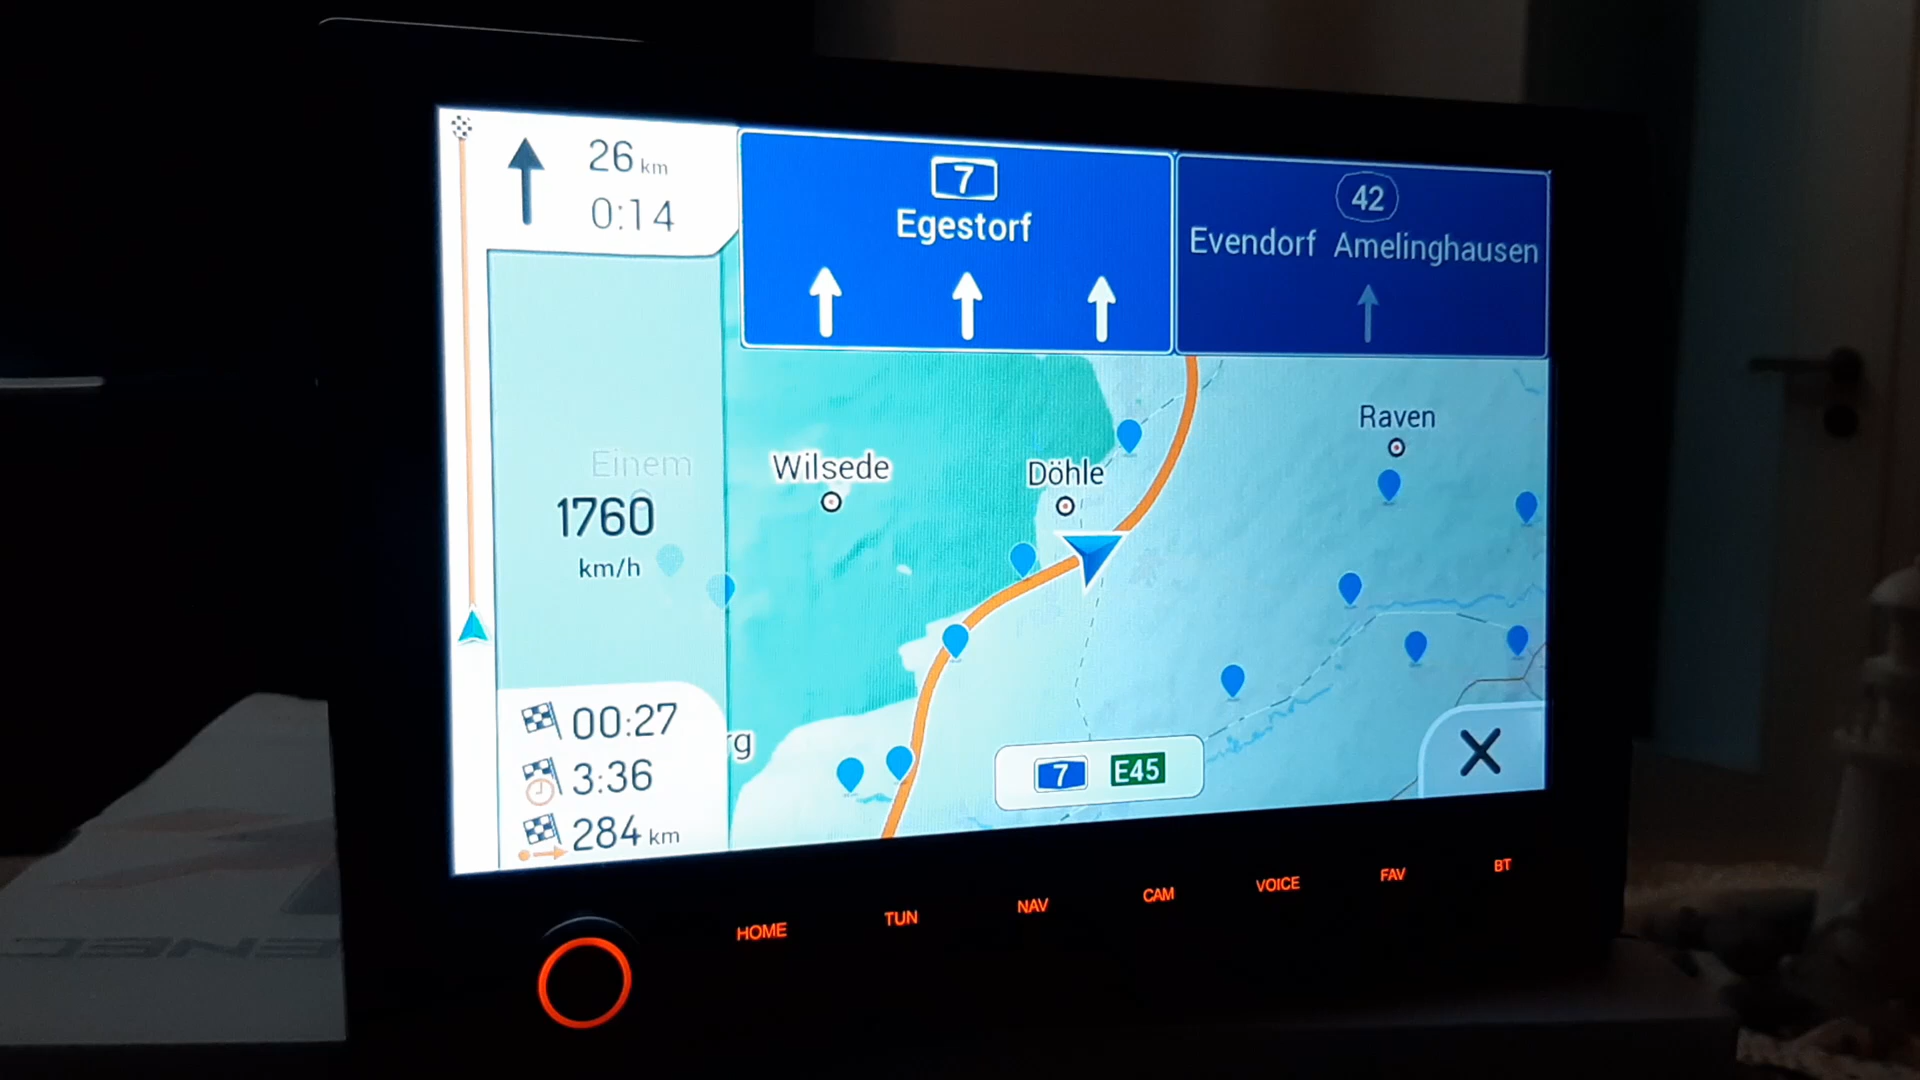 26 km
0:14
7
Egestorf
42
Evendorf Amelinghausen
Raven
Einem
Wilsede
Döhle
1760
km/h
00:27
3:36
284 km
rg
7 E45
HOME TUN NAV CAM VOICE FAV BT